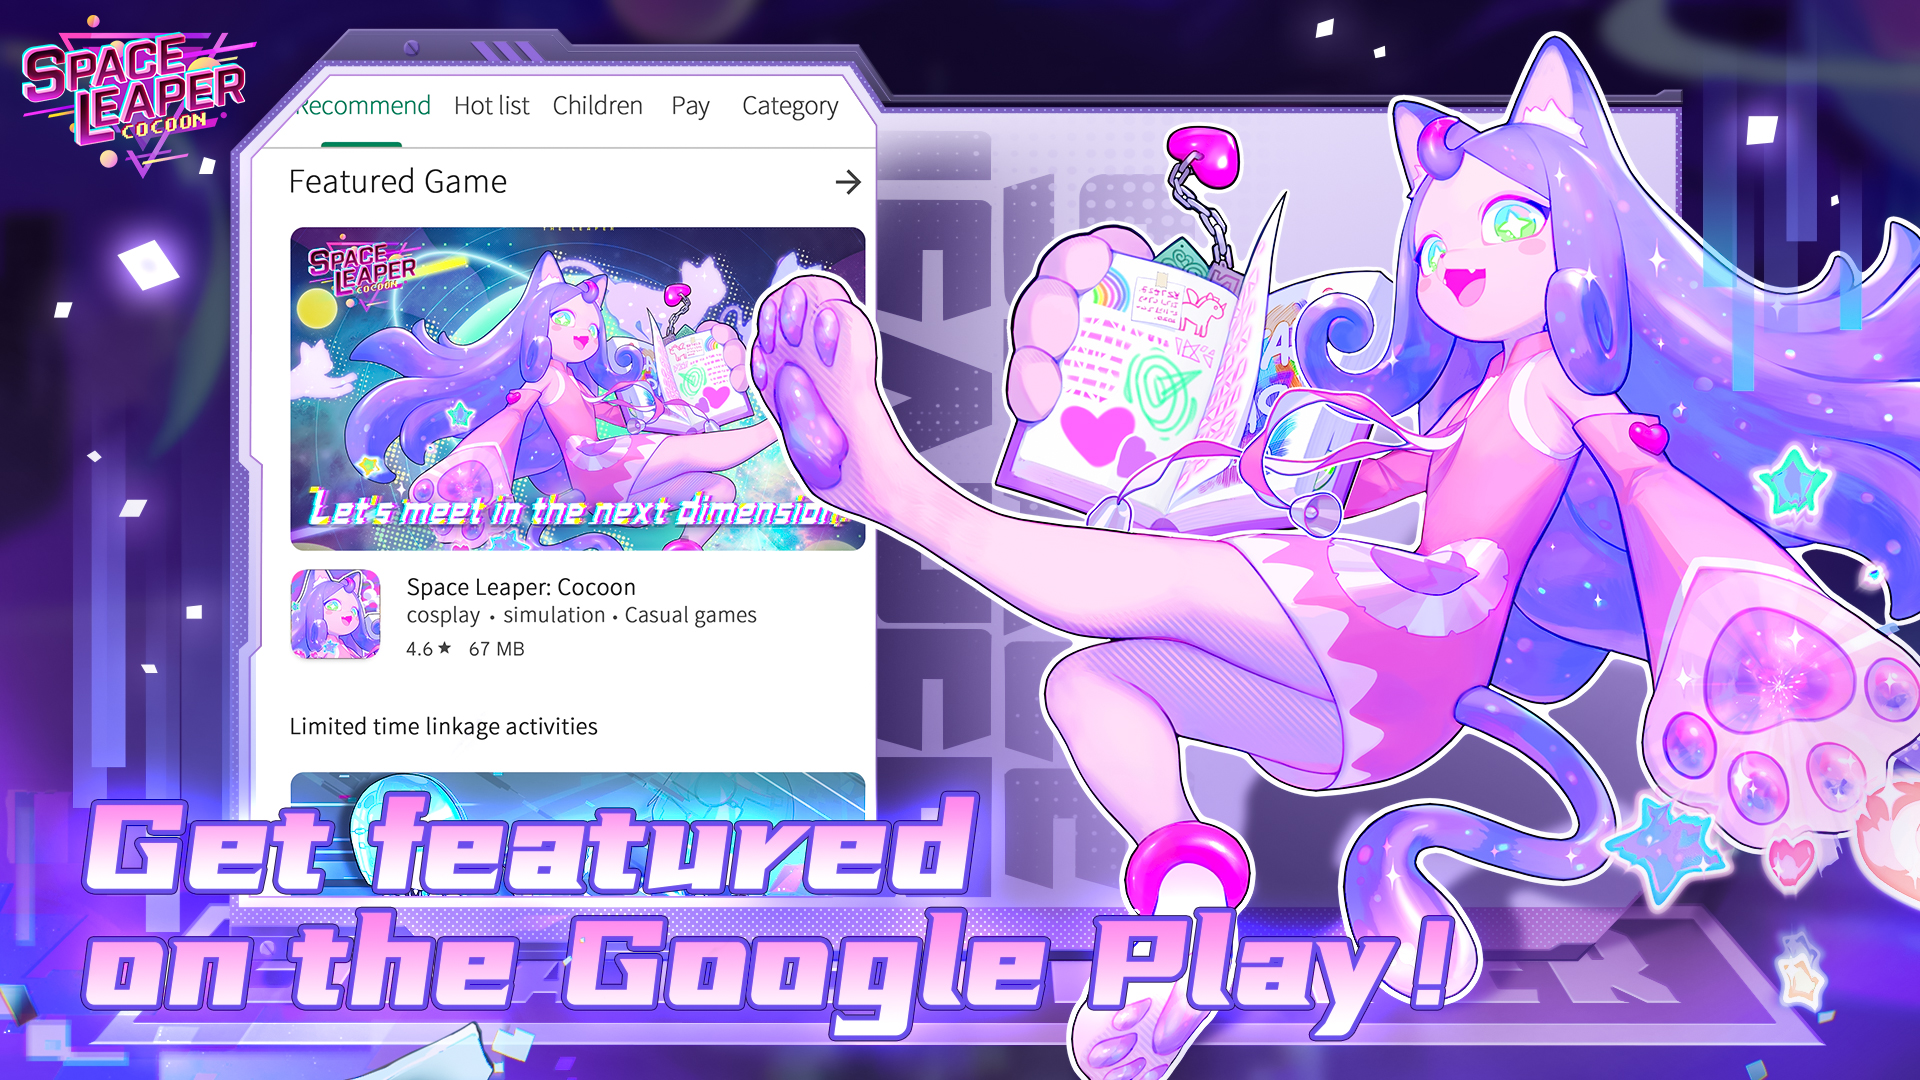 SPACE
LEAPER
COCOON
Recommend Hot list Children Pay Category
Featured Game →
THE LEAPER
SPACE
LEAPER
COCOON
Let's meet in the next dimension
Space Leaper: Cocoon
cosplay • simulation • Casual games
4.6★ 67 MB
Limited time linkage activities
Get featured
on the Google Play!